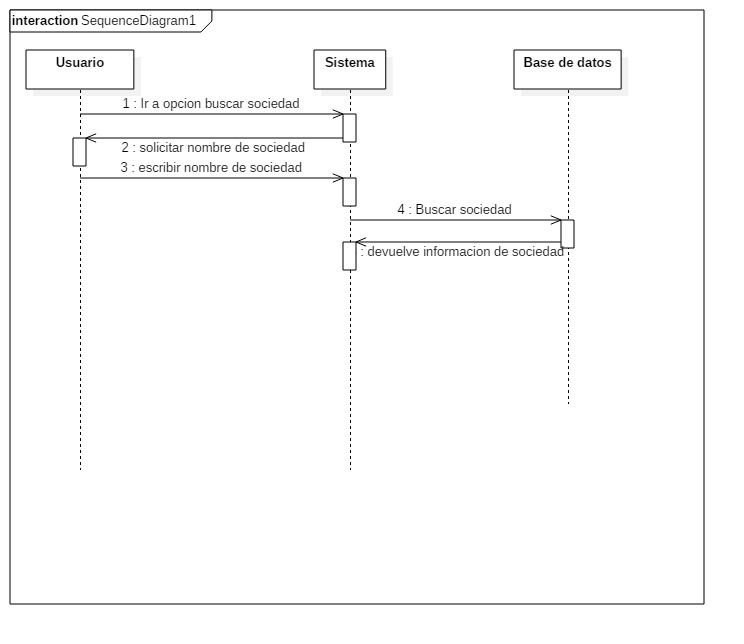 interaction SequenceDiagram1
Usuario
Sistema
Base de datos
1 : Ir a opcion buscar sociedad
2 : solicitar nombre de sociedad
3 : escribir nombre de sociedad
4 : Buscar sociedad
: devuelve informacion de sociedad